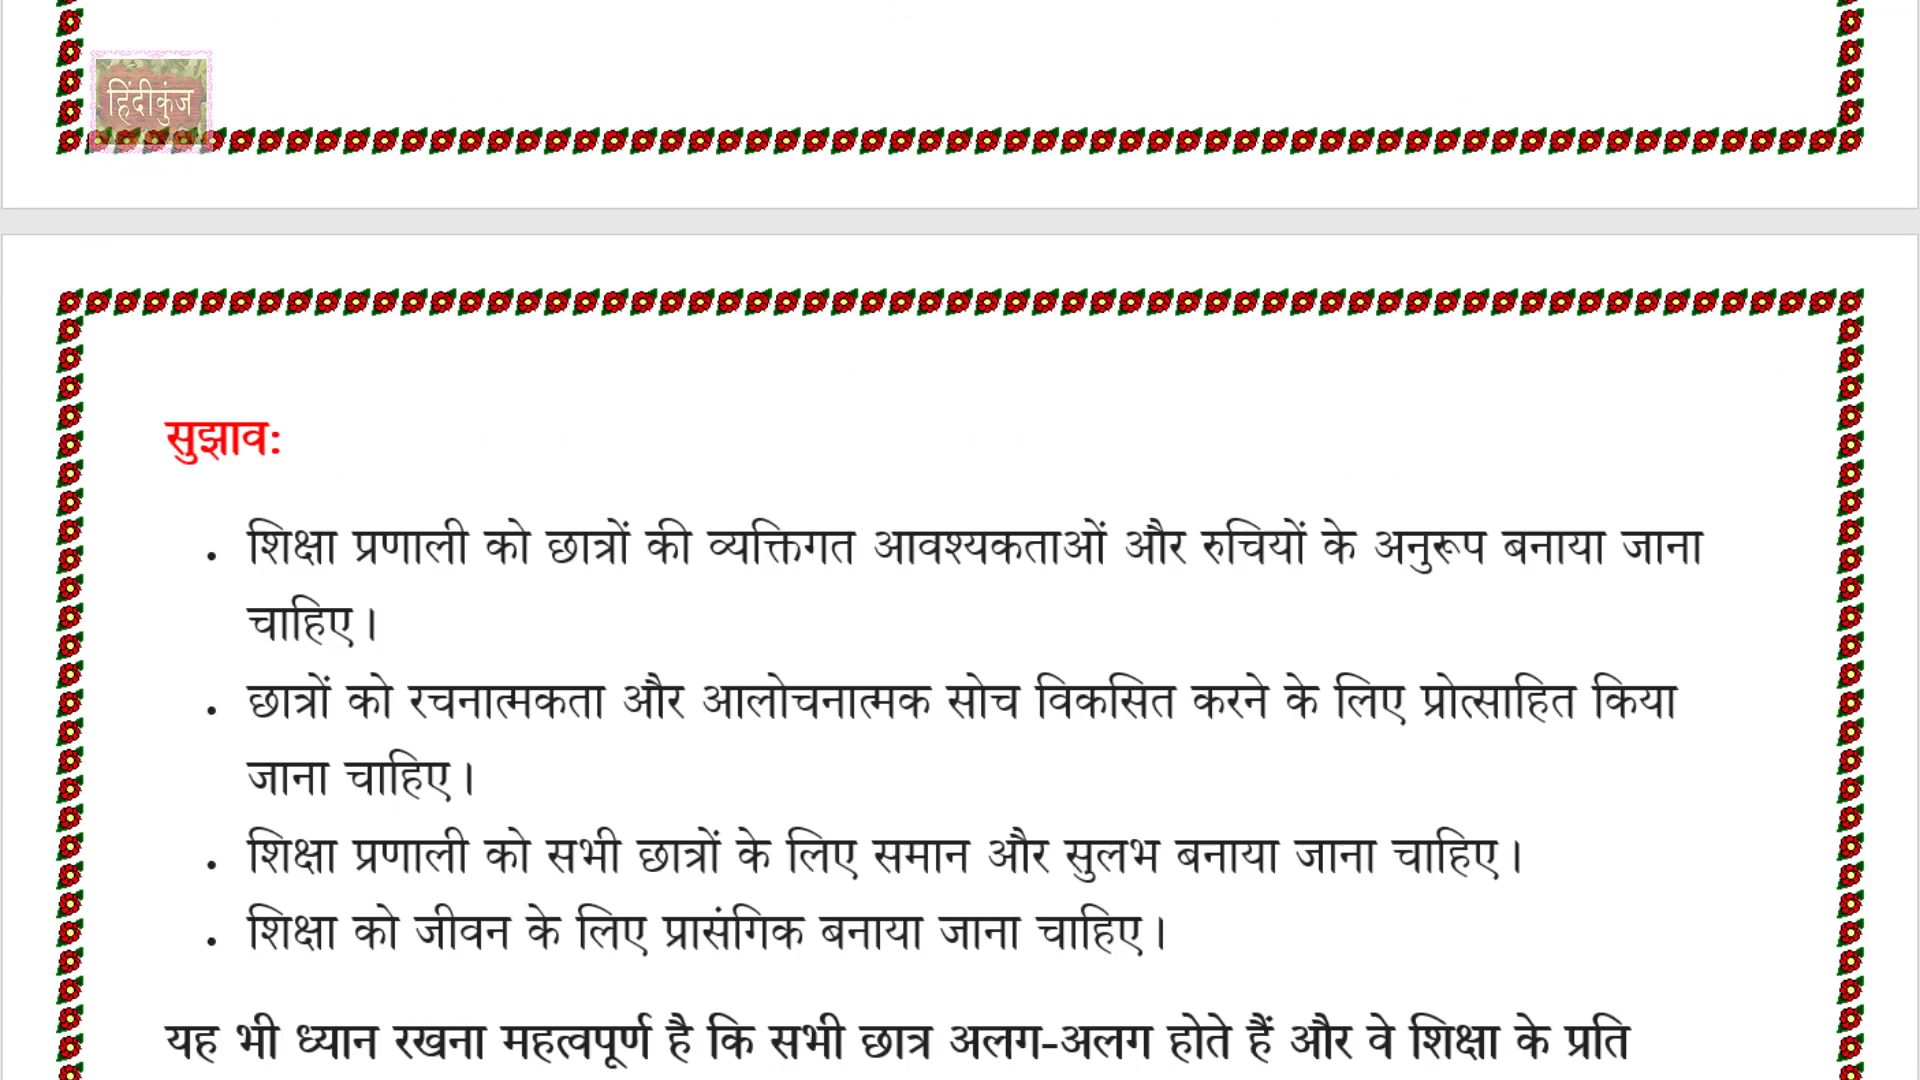 हिंदीकुंज
सुझाव:
• शिक्षा प्रणाली को छात्रों की व्यक्तिगत आवश्यकताओं और रुचियों के अनुरूप बनाया जाना
चाहिए।
• छात्रों को रचनात्मकता और आलोचनात्मक सोच विकसित करने के लिए प्रोत्साहित किया
जाना चाहिए।
• शिक्षा प्रणाली को सभी छात्रों के लिए समान और सुलभ बनाया जाना चाहिए।
• शिक्षा को जीवन के लिए प्रासंगिक बनाया जाना चाहिए।
यह भी ध्यान रखना महत्वपूर्ण है कि सभी छात्र अलग-अलग होते हैं और वे शिक्षा के प्रति